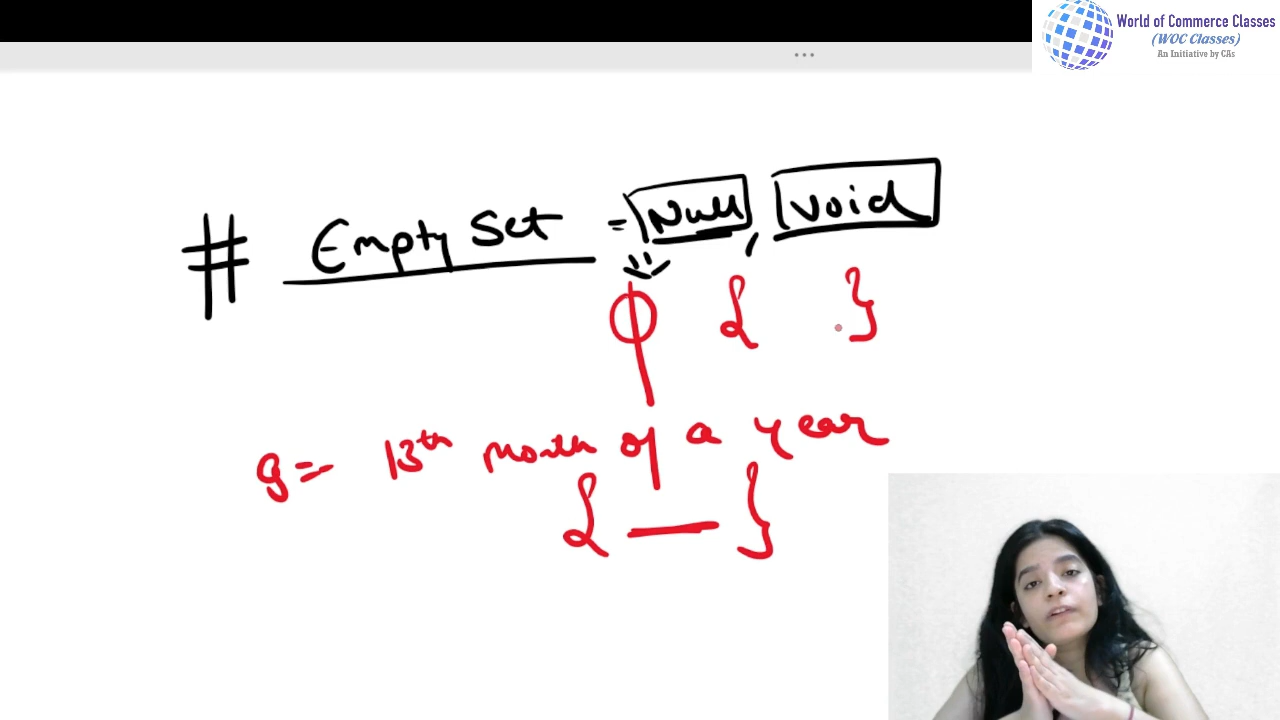 World of Commerce Classes
(WOC Classes)
An Initiative by CAs
# Empty Set = Null, Void
ϕ { }
g= 13th month of a year
{ — }